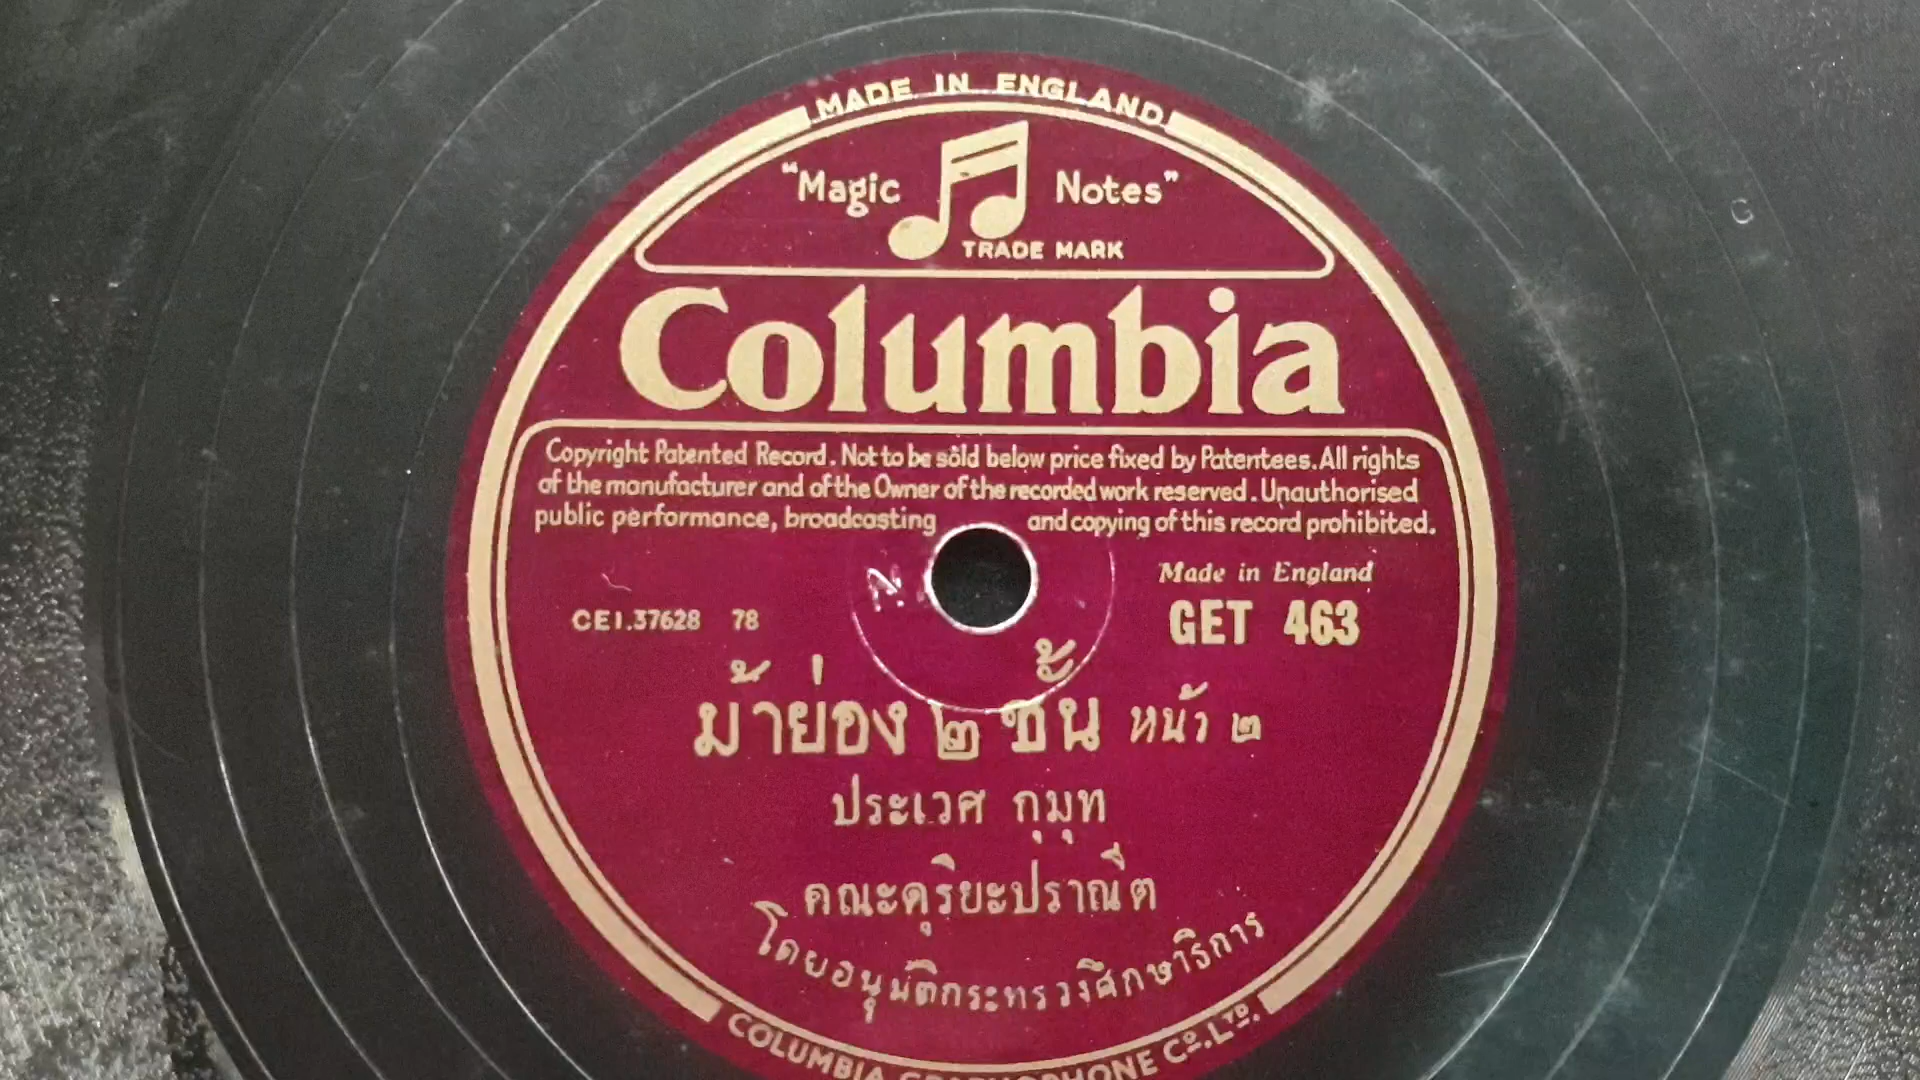 MADE IN ENGLAND
"Magic Notes"
TRADE MARK
Columbia
Copyright Patented Record. Not to be sold below price fixed by Patentees. All rights
of the manufacturer and of the Owner of the recorded work reserved. Unauthorised
public performance, broadcasting and copying of this record prohibited.
N
Made in England
CEI.37628 78
GET 463
ม้าย่อง ๒ ชั้น หน้า ๒
ประเวศ กุมุท
คณะดุริยะปราณีต
โดยอนุมัติกระทรวงศึกษาธิการ
COLUMBIA GRAPHOPHONE Co. LTD.